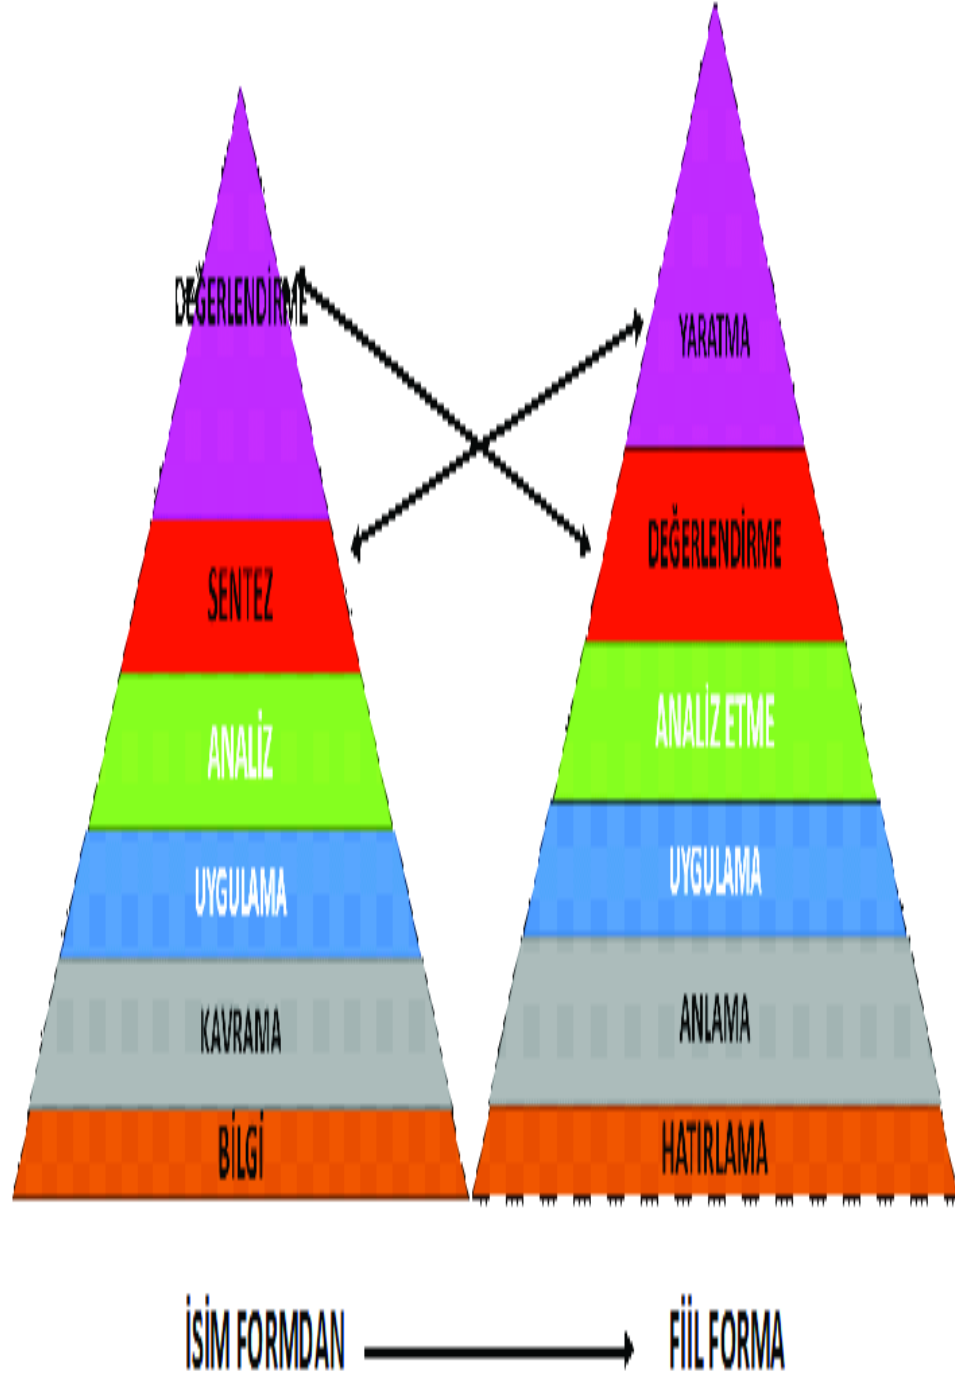 DEĞERLENDİRME
SENTEZ
ANALİZ
UYGULAMA
KAVRAMA
BİLGİ
YARATMA
DEĞERLENDİRME
ANALİZ ETME
UYGULAMA
ANLAMA
HATIRLAMA
İSİM FORMDAN
FİİL FORMA